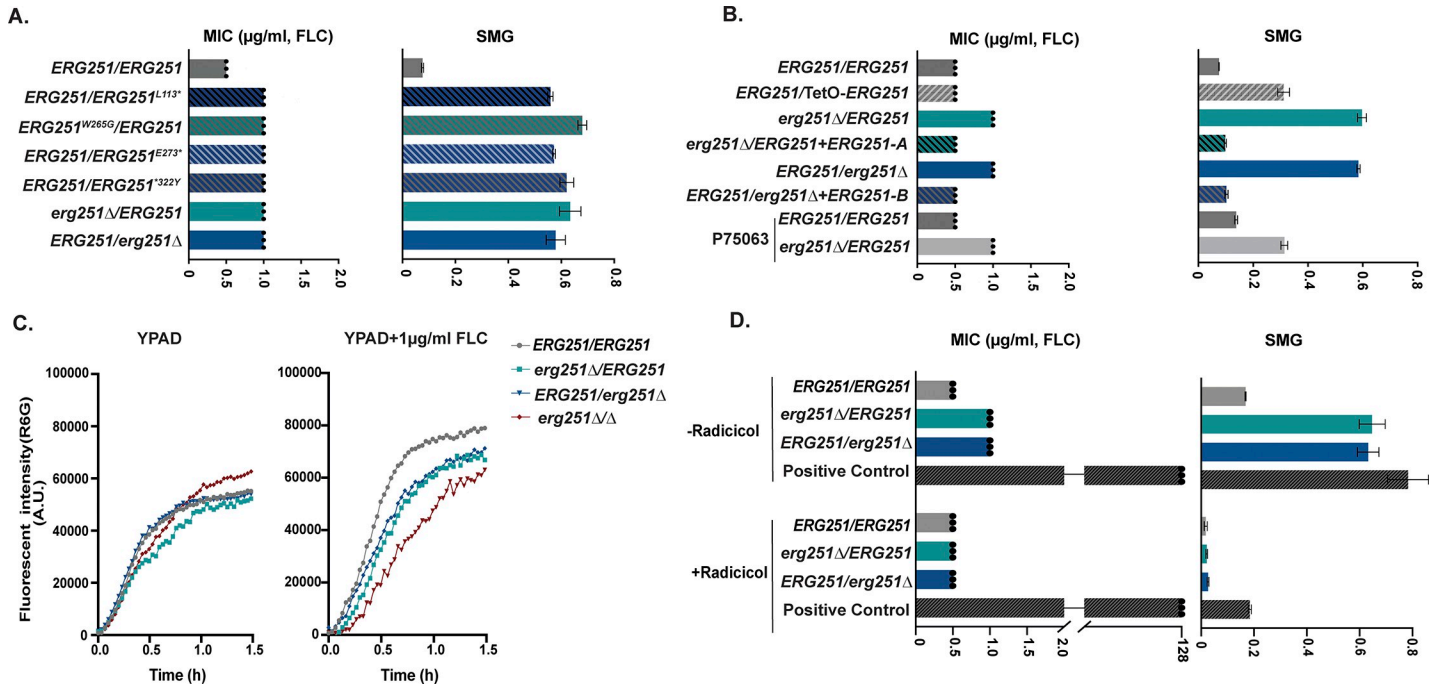 A.
MIC (µg/ml, FLC)
SMG
ERG251/ERG251
ERG251/ERG251L113*
ERG251W265G/ERG251
ERG251/ERG251E273*
ERG251/ERG251*322Y
erg251Δ/ERG251
ERG251/erg251Δ
0
0.5
1.0
1.5
2.0
0
0.2
0.4
0.6
0.8
B.
MIC (µg/ml, FLC)
SMG
ERG251/ERG251
ERG251/TetO-ERG251
erg251Δ/ERG251
erg251Δ/ERG251+ERG251-A
ERG251/erg251Δ
ERG251/erg251Δ+ERG251-B
P75063
ERG251/ERG251
erg251Δ/ERG251
0
0.5
1.0
1.5
2.0
0
0.2
0.4
0.6
0.8
C.
YPAD
YPAD+1µg/ml FLC
Fluorescent intensity(R6G)
(A.U.)
100000
80000
60000
40000
20000
0
0.0
0.5
1.0
1.5
Time (h)
100000
80000
60000
40000
20000
0
0.0
0.5
1.0
1.5
Time (h)
ERG251/ERG251
erg251Δ/ERG251
ERG251/erg251Δ
erg251Δ/Δ
D.
MIC (µg/ml, FLC)
SMG
-Radicicol
ERG251/ERG251
erg251Δ/ERG251
ERG251/erg251Δ
Positive Control
+Radicicol
ERG251/ERG251
erg251Δ/ERG251
ERG251/erg251Δ
Positive Control
0
0.5
1.0
1.5
2.0
128
0
0.2
0.4
0.6
0.8